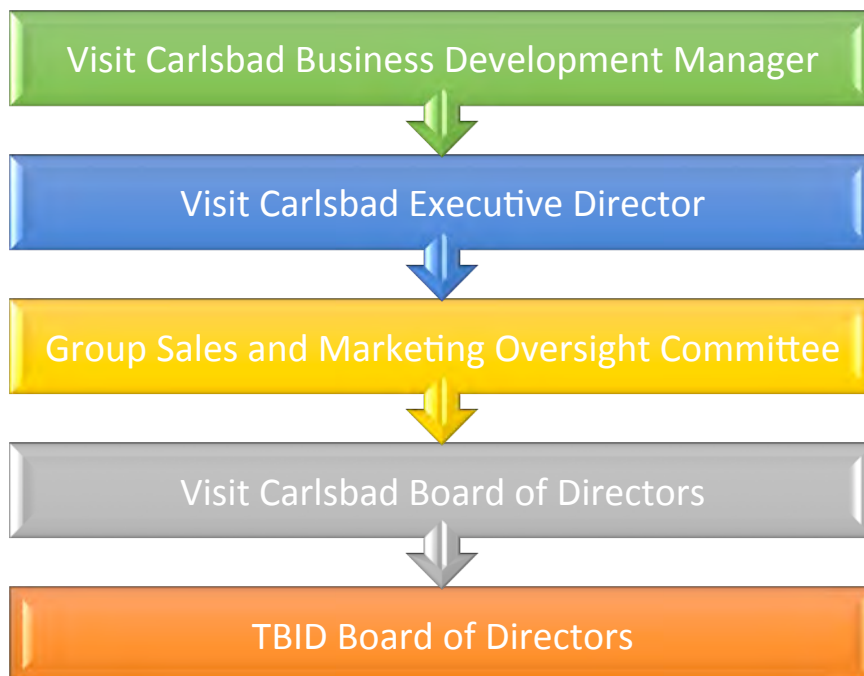 Visit Carlsbad Business Development Manager
Visit Carlsbad Executive Director
Group Sales and Marketing Oversight Committee
Visit Carlsbad Board of Directors
TBID Board of Directors